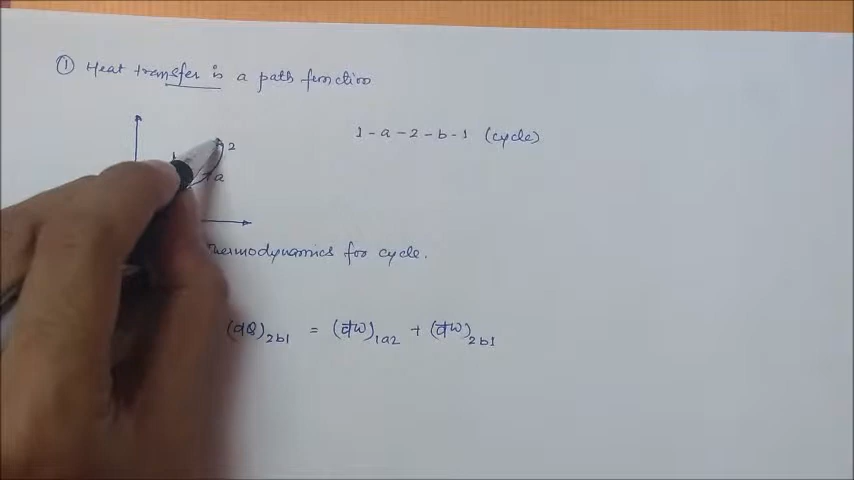 ① Heat transfer is a path function
1 - a - 2 - b - 1 (cycle)
2
a
thermodynamics for cycle.
(đQ)₂b₁ = (đW)₁a₂ + (đW)₂b₁